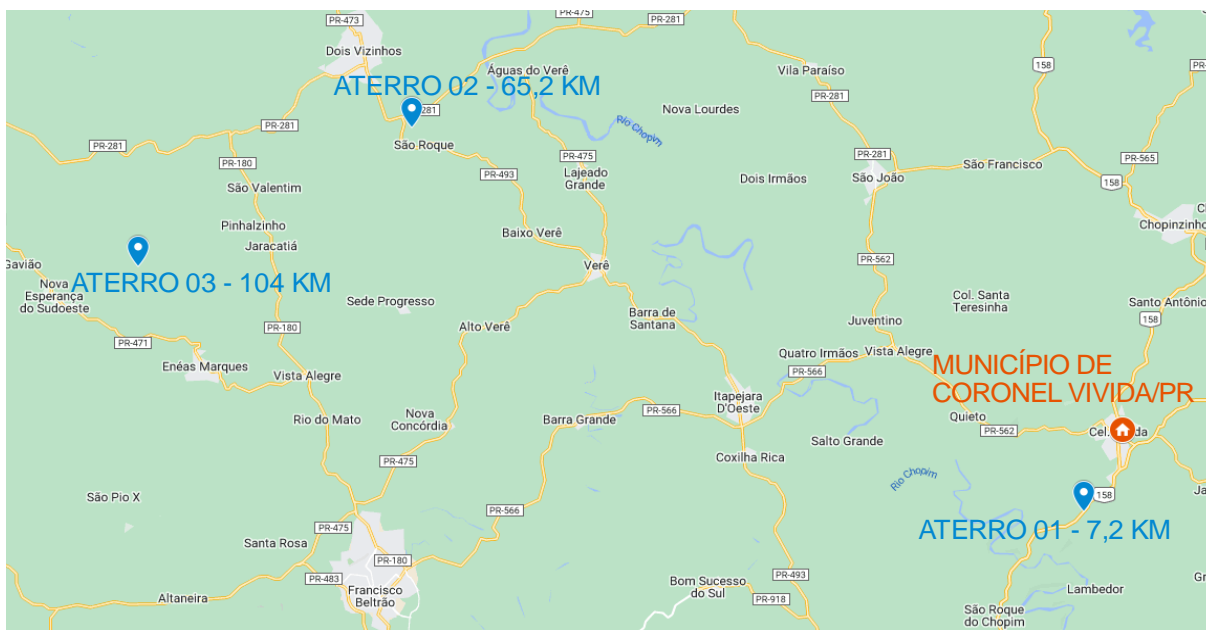 PR-473
PR-475
PR-281
Dois Vizinhos
158
PR-
Águas do Verê
Vila Paraíso
ATERRO 02 - 65,2 KM
PR-281
281
Nova Lourdes
Rio Chopim
PR-281
PR-281
São Roque
PR-281
PR-475
PR-281
São Francisco
PR-565
PR-180
Lajeado
Grande
PR-493
Dois Irmãos
São João
158
São Valentim
Pinhalzinho
Chopinzinho
Jaracatiá
Baixo Verê
Gavião
Verê
PR-562
ATERRO 03 - 104 KM
Nova
Esperança
do Sudoeste
Sede Progresso
Col. Santa
Teresinha
Santo Antônio
Barra de
Santana
Juventino
158
Alto Verê
PR-180
PR-471
Quatro Irmãos
Vista Alegre
Enéas Marques
Vista Alegre
PR-566
MUNICÍPIO DE
CORONEL VIVIDA/PR
Itapejara
D'Oeste
PR-566
Rio do Mato
Nova
Concórdia
Barra Grande
Quieto
PR-562
Salto Grande
Coxilha Rica
PR-475
Rio Chopim
São Pio X
158
PR-566
ATERRO 01 - 7,2 KM
PR-475
Santa Rosa
PR-180
PR-483
PR-493
Bom Sucesso
do Sul
Francisco
Beltrão
Altaneira
Lambedor
PR-918
São Roque
do Chopim